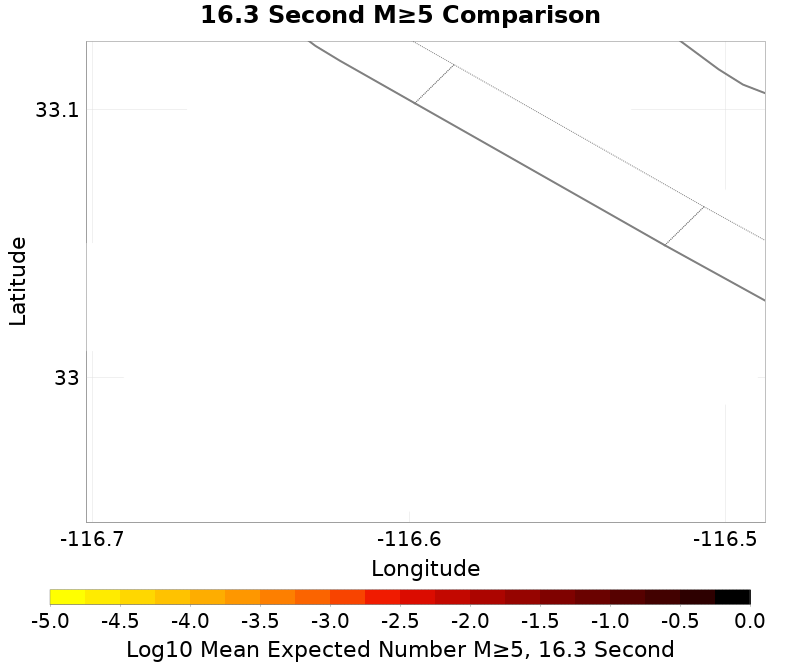 16.3 Second M≥5 Comparison
33.1
Latitude
33
-116.7 -116.6 -116.5
Longitude
-5.0 -4.5 -4.0 -3.5 -3.0 -2.5 -2.0 -1.5 -1.0 -0.5 0.0
Log10 Mean Expected Number M≥5, 16.3 Second